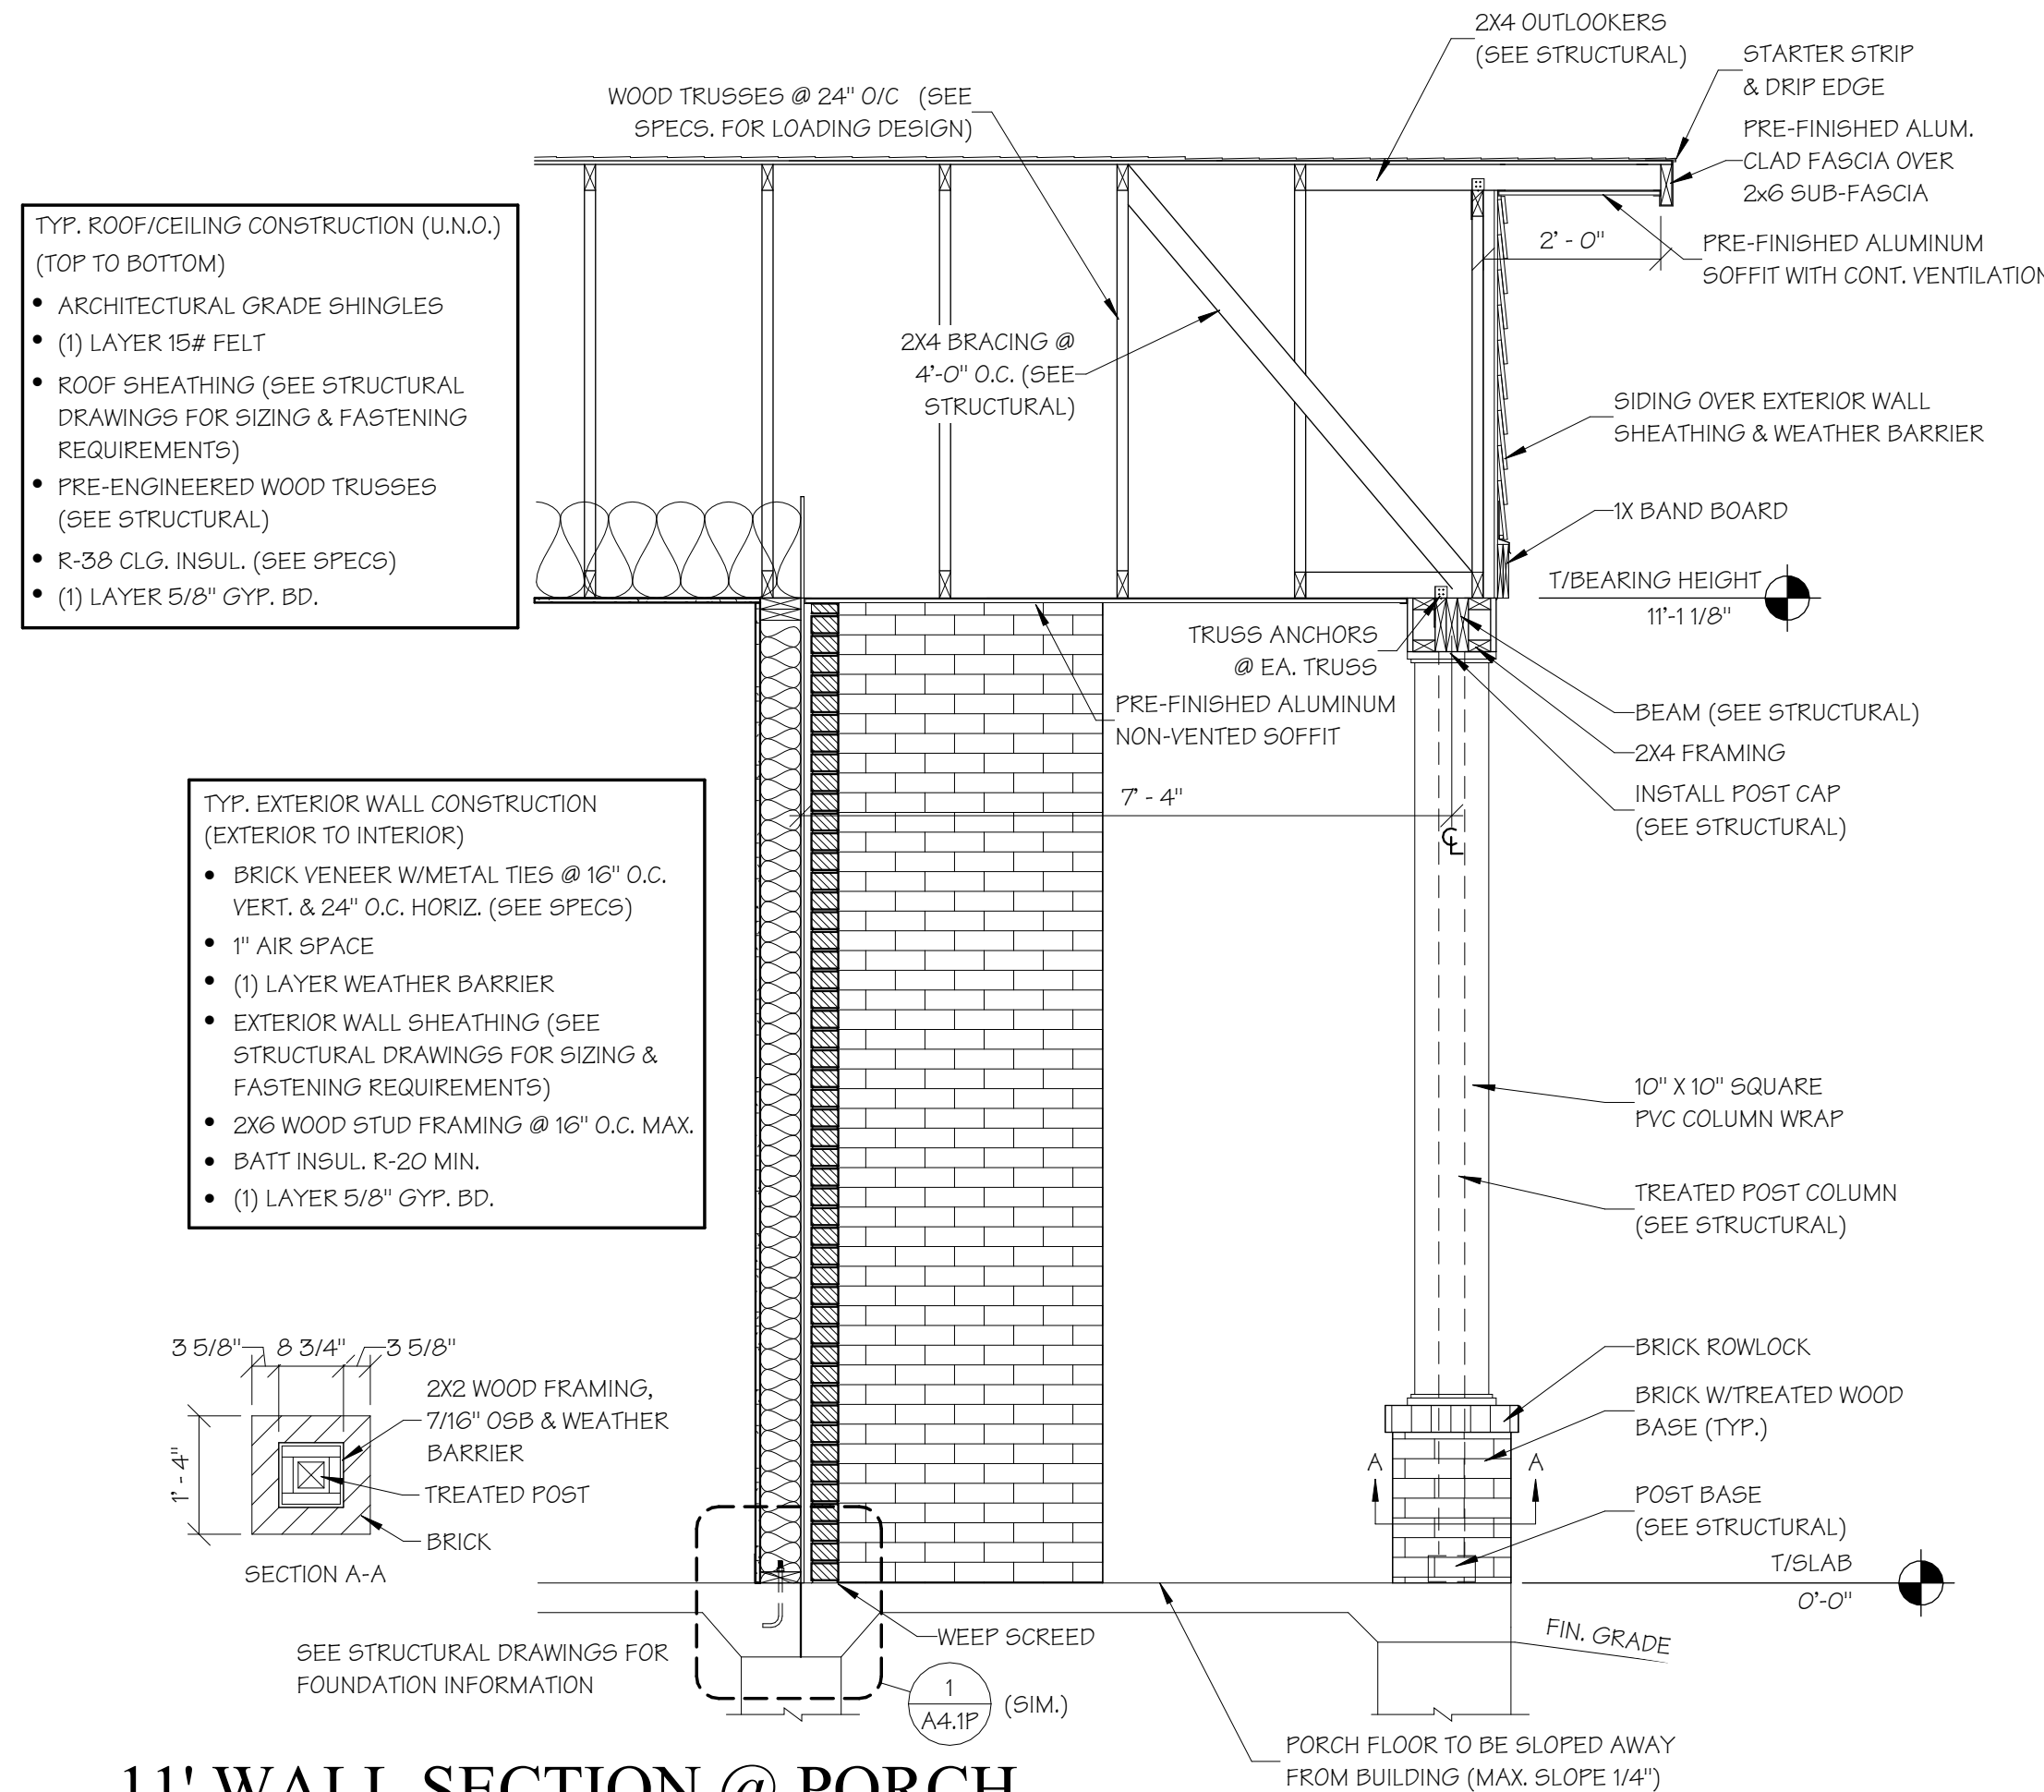 2X4 OUTLOOKERS
(SEE STRUCTURAL)
STARTER STRIP
& DRIP EDGE
WOOD TRUSSES @ 24" O/C (SEE
SPECS. FOR LOADING DESIGN)
PRE-FINISHED ALUM.
CLAD FASCIA OVER
2x6 SUB-FASCIA
TYP. ROOF/CEILING CONSTRUCTION (U.N.O.)
(TOP TO BOTTOM)
• ARCHITECTURAL GRADE SHINGLES
• (1) LAYER 15# FELT
• ROOF SHEATHING (SEE STRUCTURAL
DRAWINGS FOR SIZING & FASTENING
REQUIREMENTS)
• PRE-ENGINEERED WOOD TRUSSES
(SEE STRUCTURAL)
• R-38 CLG. INSUL. (SEE SPECS)
• (1) LAYER 5/8" GYP. BD.
2' - 0"
PRE-FINISHED ALUMINUM
SOFFIT WITH CONT. VENTILATION
2X4 BRACING @
4'-0" O.C. (SEE
STRUCTURAL)
SIDING OVER EXTERIOR WALL
SHEATHING & WEATHER BARRIER
1X BAND BOARD
T/BEARING HEIGHT
11'-1 1/8"
TRUSS ANCHORS
@ EA. TRUSS
PRE-FINISHED ALUMINUM
NON-VENTED SOFFIT
BEAM (SEE STRUCTURAL)
2X4 FRAMING
INSTALL POST CAP
(SEE STRUCTURAL)
7' - 4"
CL
TYP. EXTERIOR WALL CONSTRUCTION
(EXTERIOR TO INTERIOR)
• BRICK VENEER W/METAL TIES @ 16" O.C.
VERT. & 24" O.C. HORIZ. (SEE SPECS)
• 1" AIR SPACE
• (1) LAYER WEATHER BARRIER
• EXTERIOR WALL SHEATHING (SEE
STRUCTURAL DRAWINGS FOR SIZING &
FASTENING REQUIREMENTS)
• 2X6 WOOD STUD FRAMING @ 16" O.C. MAX.
• BATT INSUL. R-20 MIN.
• (1) LAYER 5/8" GYP. BD.
10" X 10" SQUARE
PVC COLUMN WRAP
TREATED POST COLUMN
(SEE STRUCTURAL)
BRICK ROWLOCK
BRICK W/TREATED WOOD
BASE (TYP.)
A A
POST BASE
(SEE STRUCTURAL)
T/SLAB
0'-0"
3 5/8" 8 3/4" 3 5/8"
2X2 WOOD FRAMING,
7/16" OSB & WEATHER
BARRIER
1' - 4"
TREATED POST
BRICK
SECTION A-A
SEE STRUCTURAL DRAWINGS FOR
FOUNDATION INFORMATION
WEEP SCREED
1
A4.1P
(SIM.)
FIN. GRADE
PORCH FLOOR TO BE SLOPED AWAY
FROM BUILDING (MAX. SLOPE 1/4")
11' WALL SECTION @ PORCH